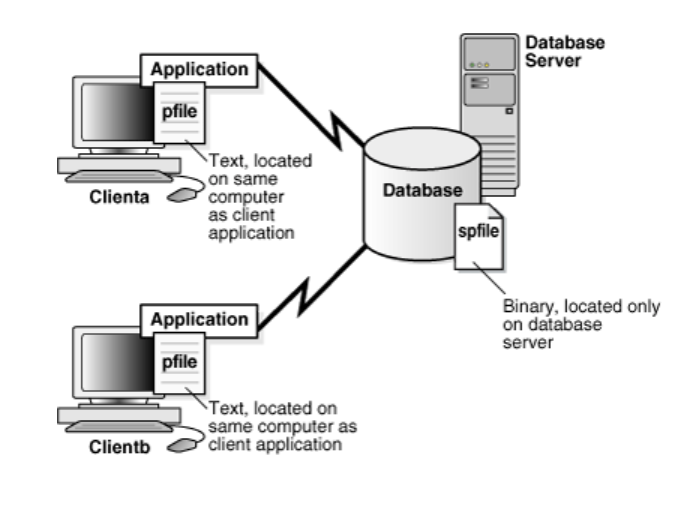 Database
Server
Application
pfile
Text, located
on same
computer
as client
application
Clienta
Database
spfile
Binary, located only
on database
server
Application
pfile
Text, located on
same computer as
client application
Clientb